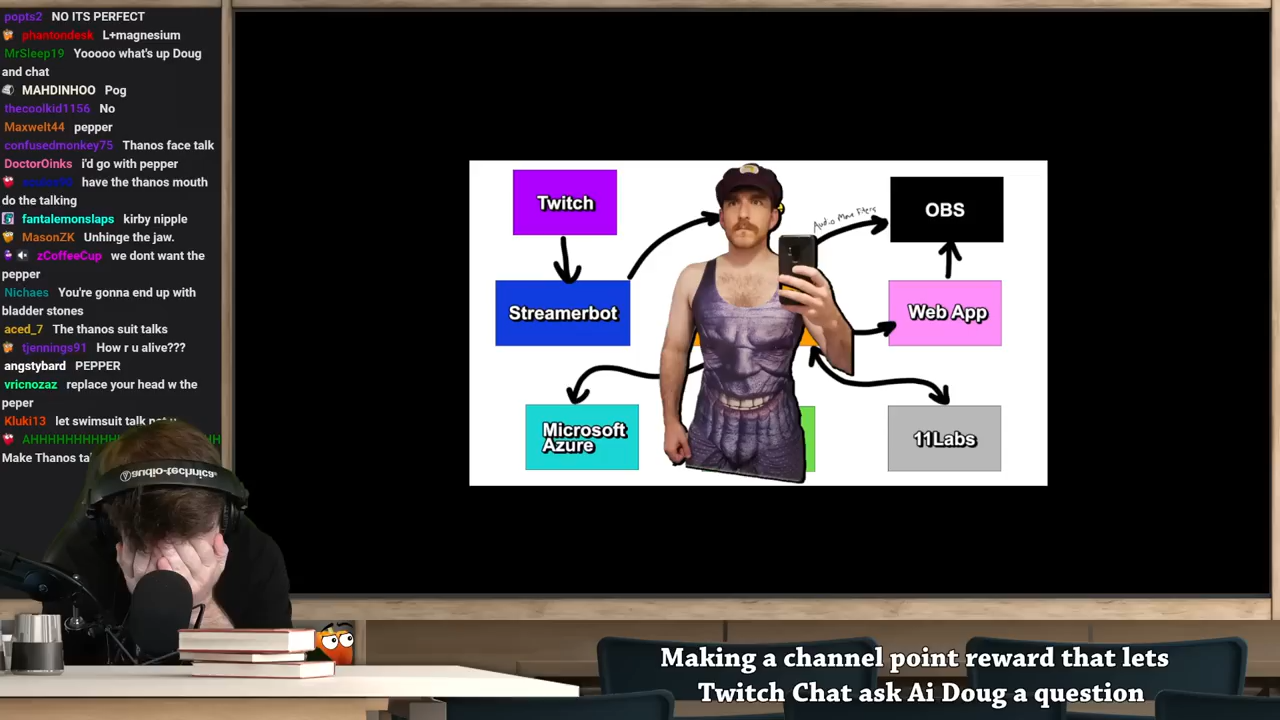 popts2 NO ITS PERFECT
phantondesk L+magnesium
MrSleep19 Yooooo what's up Doug
and chat
MAHDINHOO Pog
thecoolkid1156 No
Maxwelt44 pepper
confusedmonkey75 Thanos face talk
DoctorOinks i'd go with pepper
have the thanos mouth
do the talking
fantalemonslaps kirby nipple
MasonZK Unhinge the jaw.
zCoffeeCup we dont want the
pepper
Nichaes You're gonna end up with
bladder stones
aced_7 The thanos suit talks
tjennings91 How r u alive???
angstybard PEPPER
vricnozaz replace your head w the
peper
Kluki13 let swimsuit talk
Make Thanos
audio-technica
Twitch
Streamerbot
Microsoft
Azure
Audio Move Filters
OBS
Web App
11Labs
Making a channel point reward that lets
Twitch Chat ask Ai Doug a question